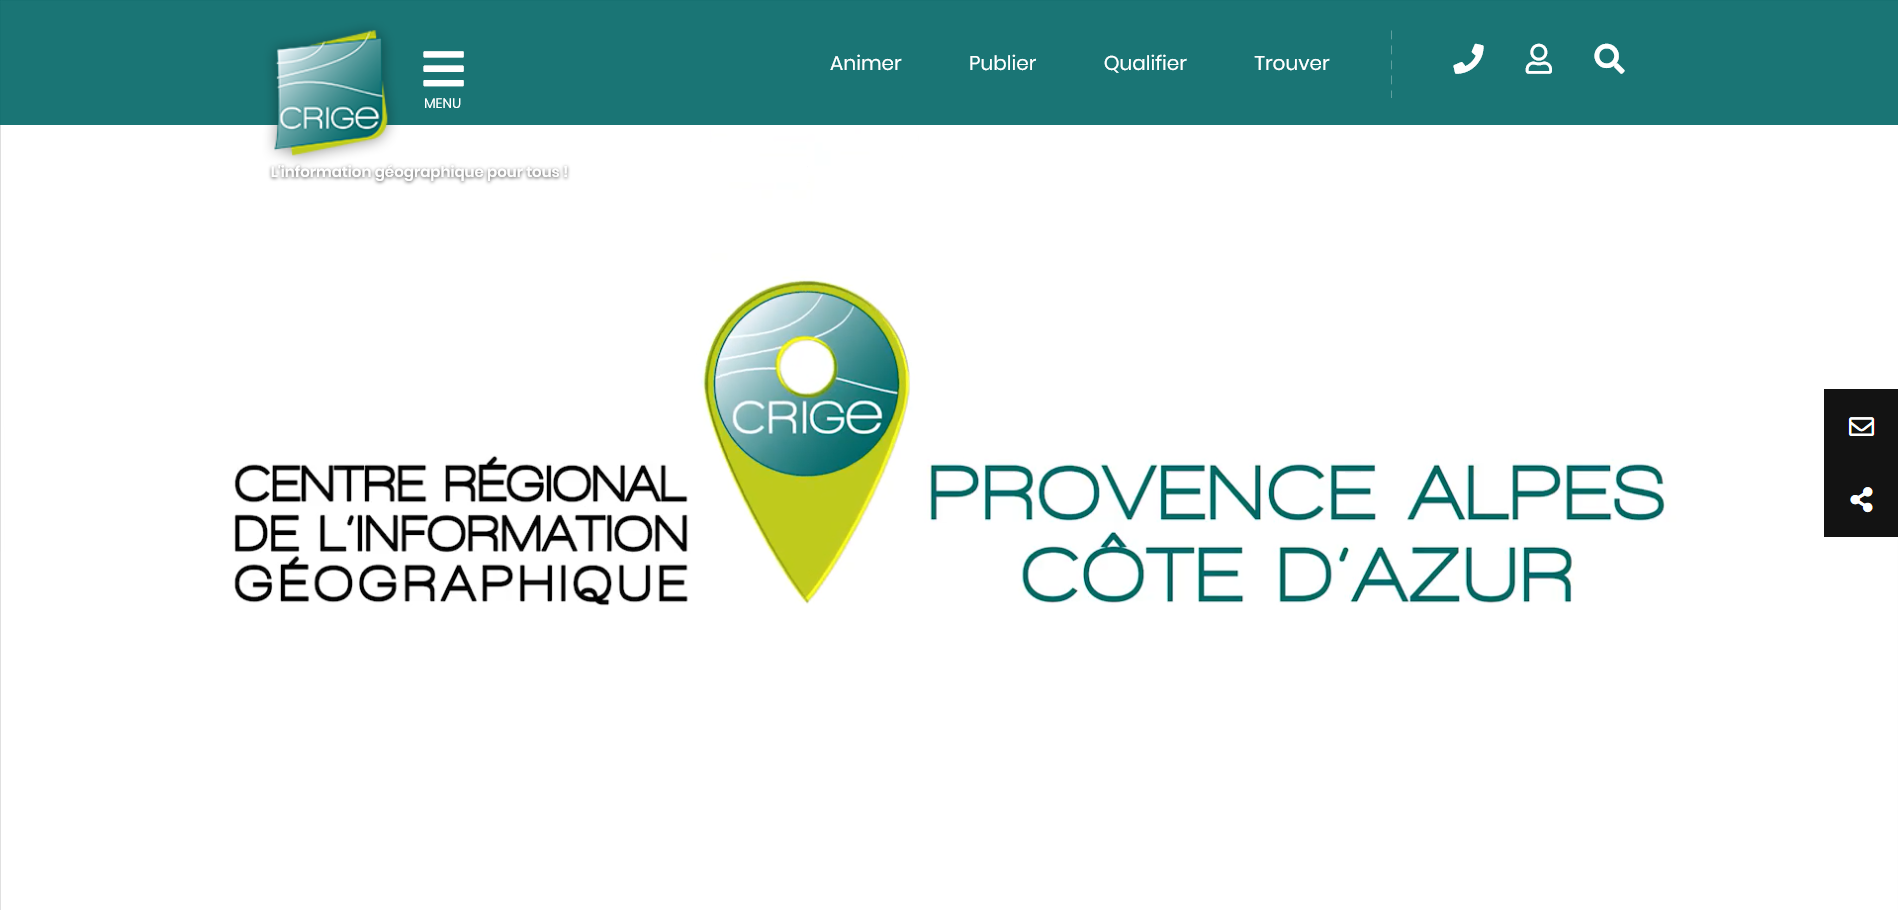 CRIGE
MENU
Animer
Publier
Qualifier
Trouver
L'information géographique pour tous !
CRIGE
CENTRE RÉGIONAL
DE L'INFORMATION
GÉOGRAPHIQUE
PROVENCE ALPES
CÔTE D'AZUR